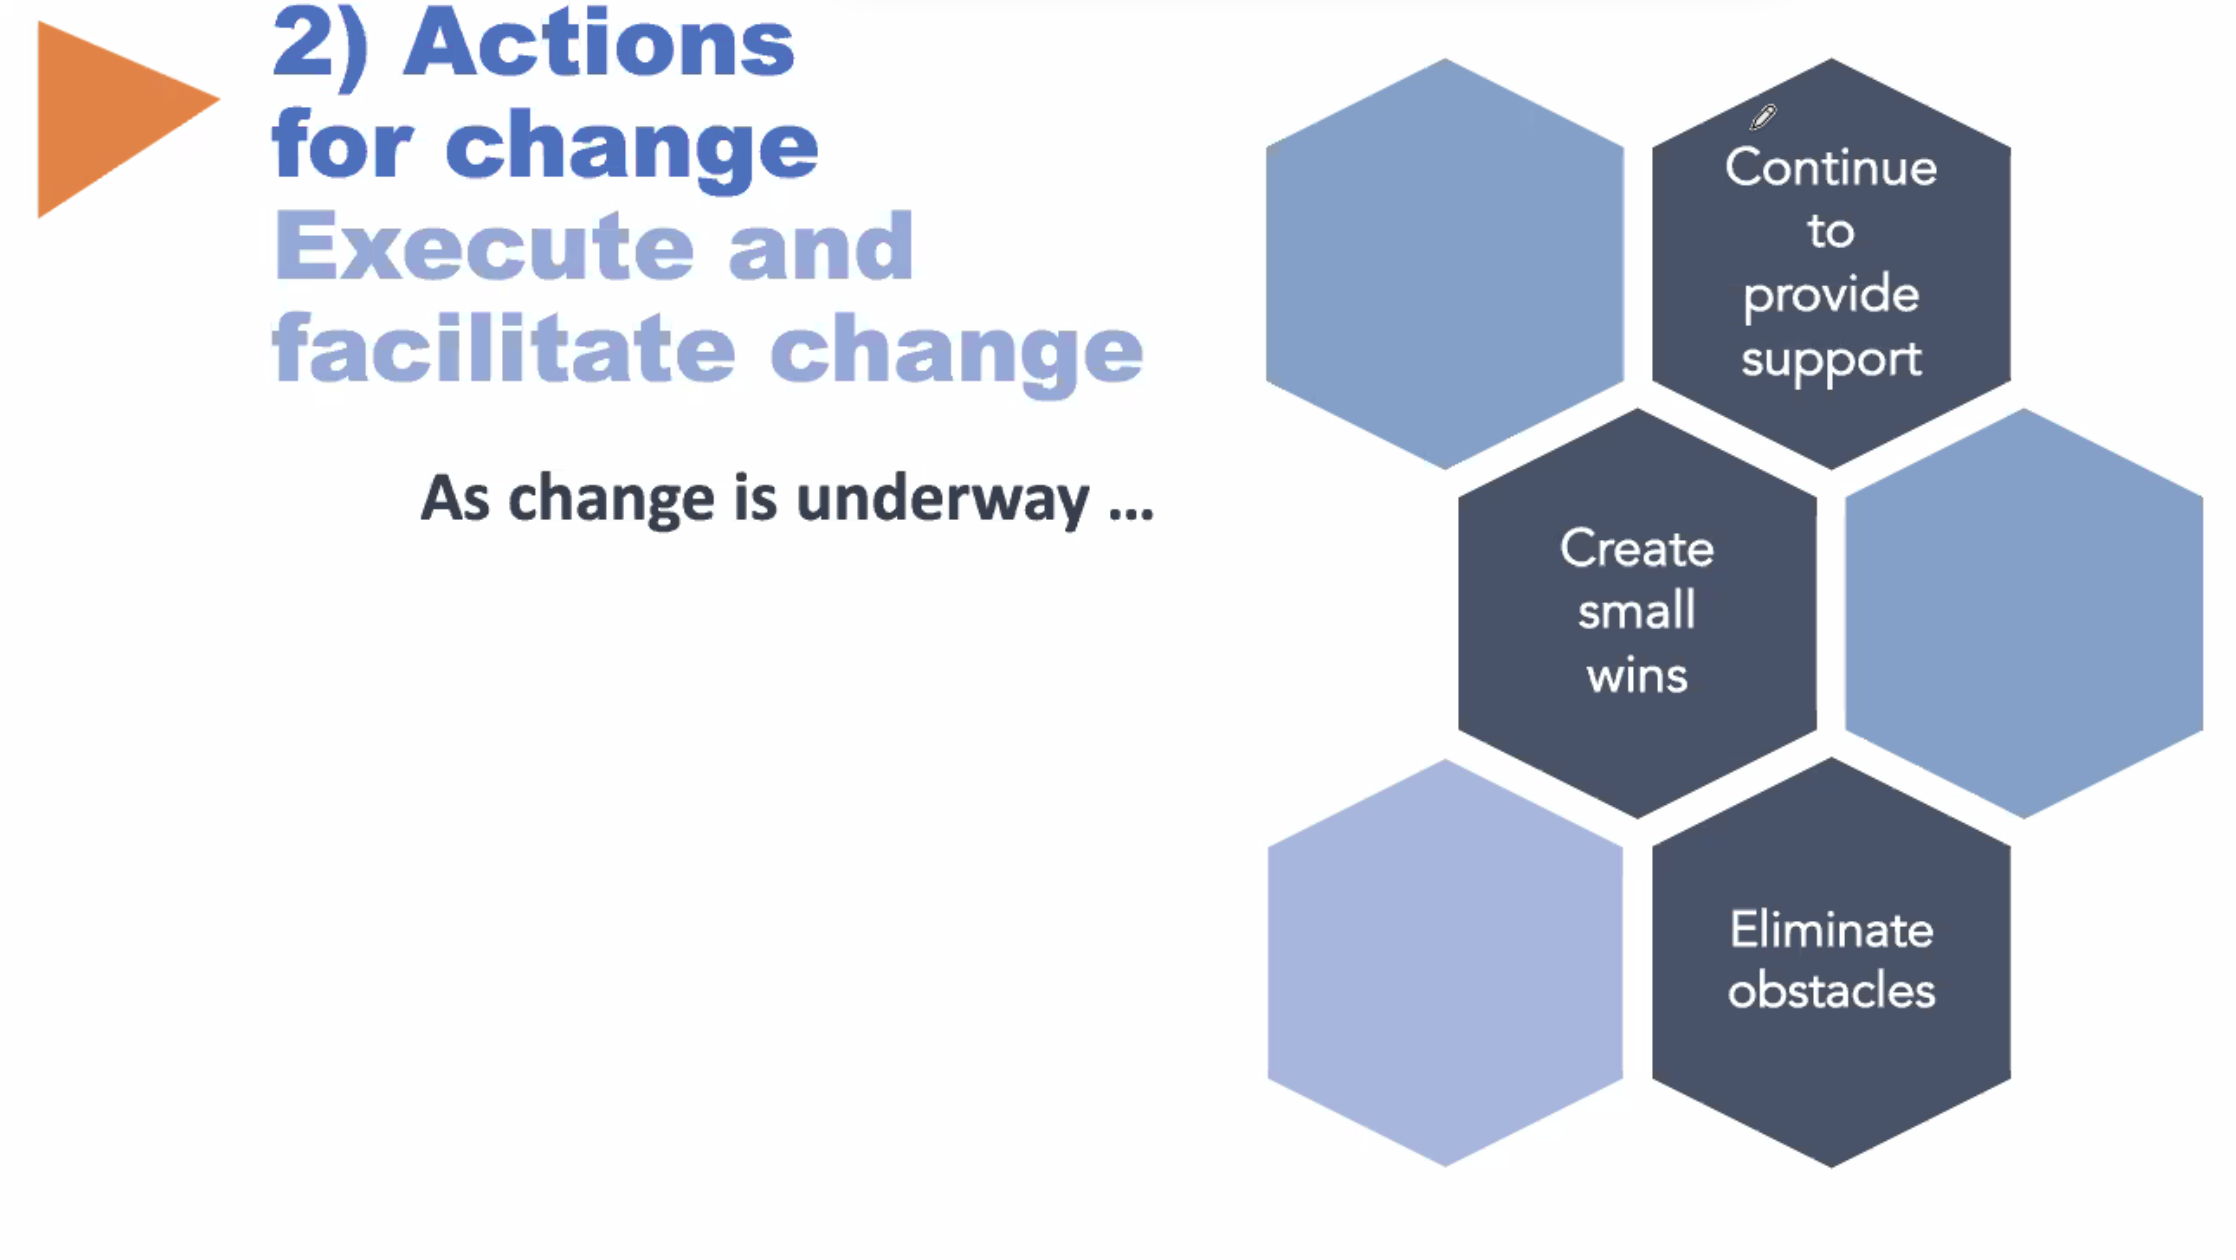 2) Actions
for change
Execute and
facilitate change
As change is underway ...
Continue
to
provide
support
Create
small
wins
Eliminate
obstacles